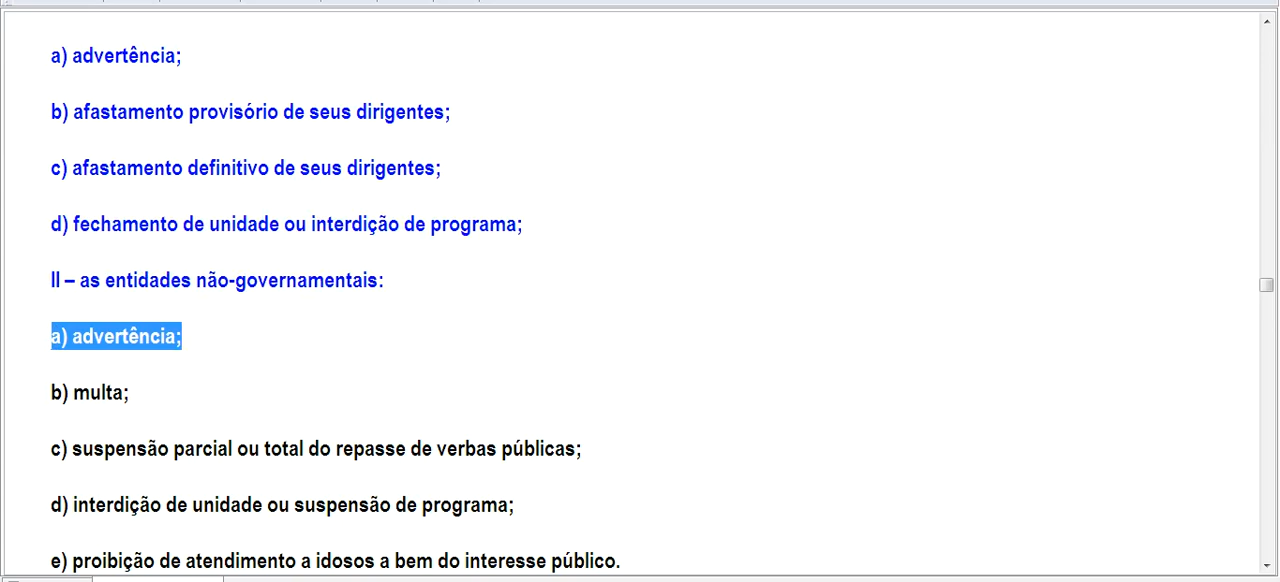 a) advertência;
b) afastamento provisório de seus dirigentes;
c) afastamento definitivo de seus dirigentes;
d) fechamento de unidade ou interdição de programa;
II – as entidades não-governamentais:
a) advertência;
b) multa;
c) suspensão parcial ou total do repasse de verbas públicas;
d) interdição de unidade ou suspensão de programa;
e) proibição de atendimento a idosos a bem do interesse público.